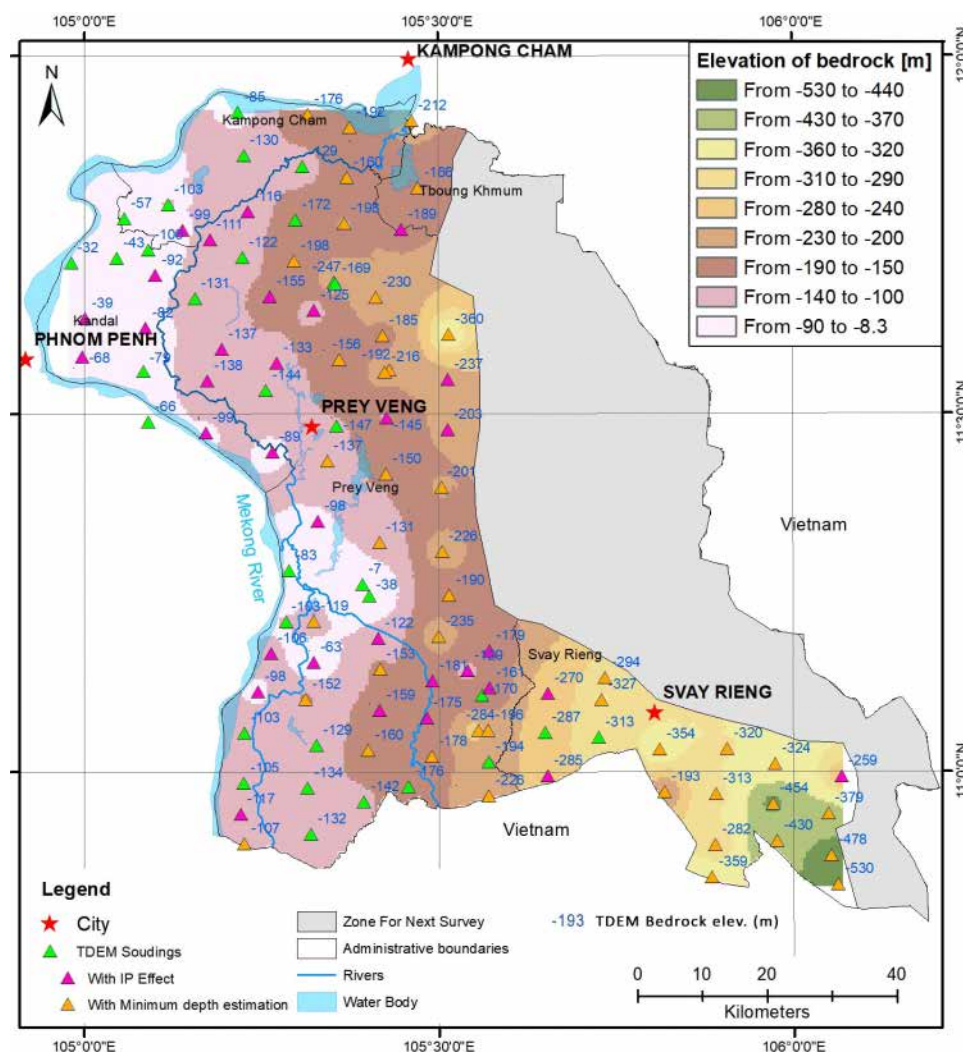 105°0'0"E
105°30'0"E
106°0'0"E
KAMPONG CHAM
12°0'0"N
N
Elevation of bedrock [m]
From -530 to -440
From -430 to -370
From -360 to -320
From -310 to -290
From -280 to -240
From -230 to -200
From -190 to -150
From -140 to -100
From -90 to -8.3
-85
-176
-192
-212
Kampong Cham
-130
-160
-166
Tboung Khmum
-57
-103
-99
-116
-111
-172
-198
-189
-32
-43
-92
-122
-198
-247
-169
-131
-155
-125
-230
-39
Kandal
-82
-185
-360
PHNOM PENH
-68
-79
-137
-138
-133
-144
-156
-192
-216
-237
-66
-99
PREY VENG
-147
-145
-203
11°30'0"N
-89
-137
-150
-201
Prey Veng
-98
-131
-226
Vietnam
Mekong River
-83
-7
-38
-190
-103
-119
-122
-235
-179
-106
-63
-153
-181
-161
-170
Svay Rieng
-294
-98
-152
-159
-175
-270
-327
SVAY RIENG
-103
-129
-160
-178
-284
-196
-194
-287
-313
-354
-320
-324
-259
11°0'0"N
-105
-134
-142
-176
-226
-285
-193
-313
-454
-379
-117
-132
-107
Vietnam
-282
-430
-478
-359
-530
Legend
City
TDEM Soudings
With IP Effect
With Minimum depth estimation
Zone For Next Survey
Administrative boundaries
Rivers
Water Body
-193 TDEM Bedrock elev. (m)
0 10 20 30 40
Kilometers
105°0'0"E
105°30'0"E
106°0'0"E